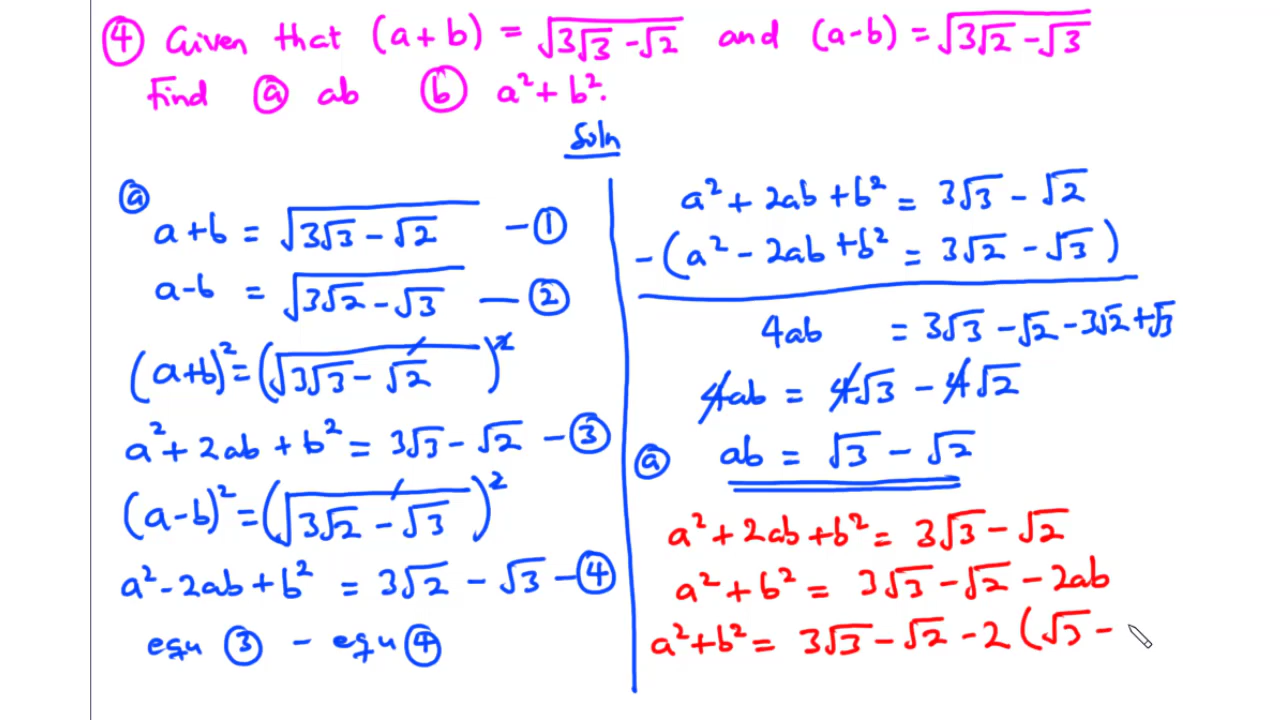 ④ Given that (a+b) = √(3√3 - √2) and (a-b) = √(3√2 - √3)
Find ⓐ ab ⓑ a² + b².
Soln
ⓐ
a+b = √(3√3 - √2) - ①
a-b = √(3√2 - √3) - ②
(a+b)² = (√(3√3 - √2))²
a² + 2ab + b² = 3√3 - √2 - ③
(a-b)² = (√(3√2 - √3))²
a² - 2ab + b² = 3√2 - √3 - ④
equ ③ - equ ④
a² + 2ab + b² = 3√3 - √2
- (a² - 2ab + b² = 3√2 - √3)
4ab = 3√3 - √2 - 3√2 + √3
4ab = 4√3 - 4√2
ⓐ ab = √3 - √2
a² + 2ab + b² = 3√3 - √2
a² + b² = 3√3 - √2 - 2ab
a² + b² = 3√3 - √2 - 2(√3 -